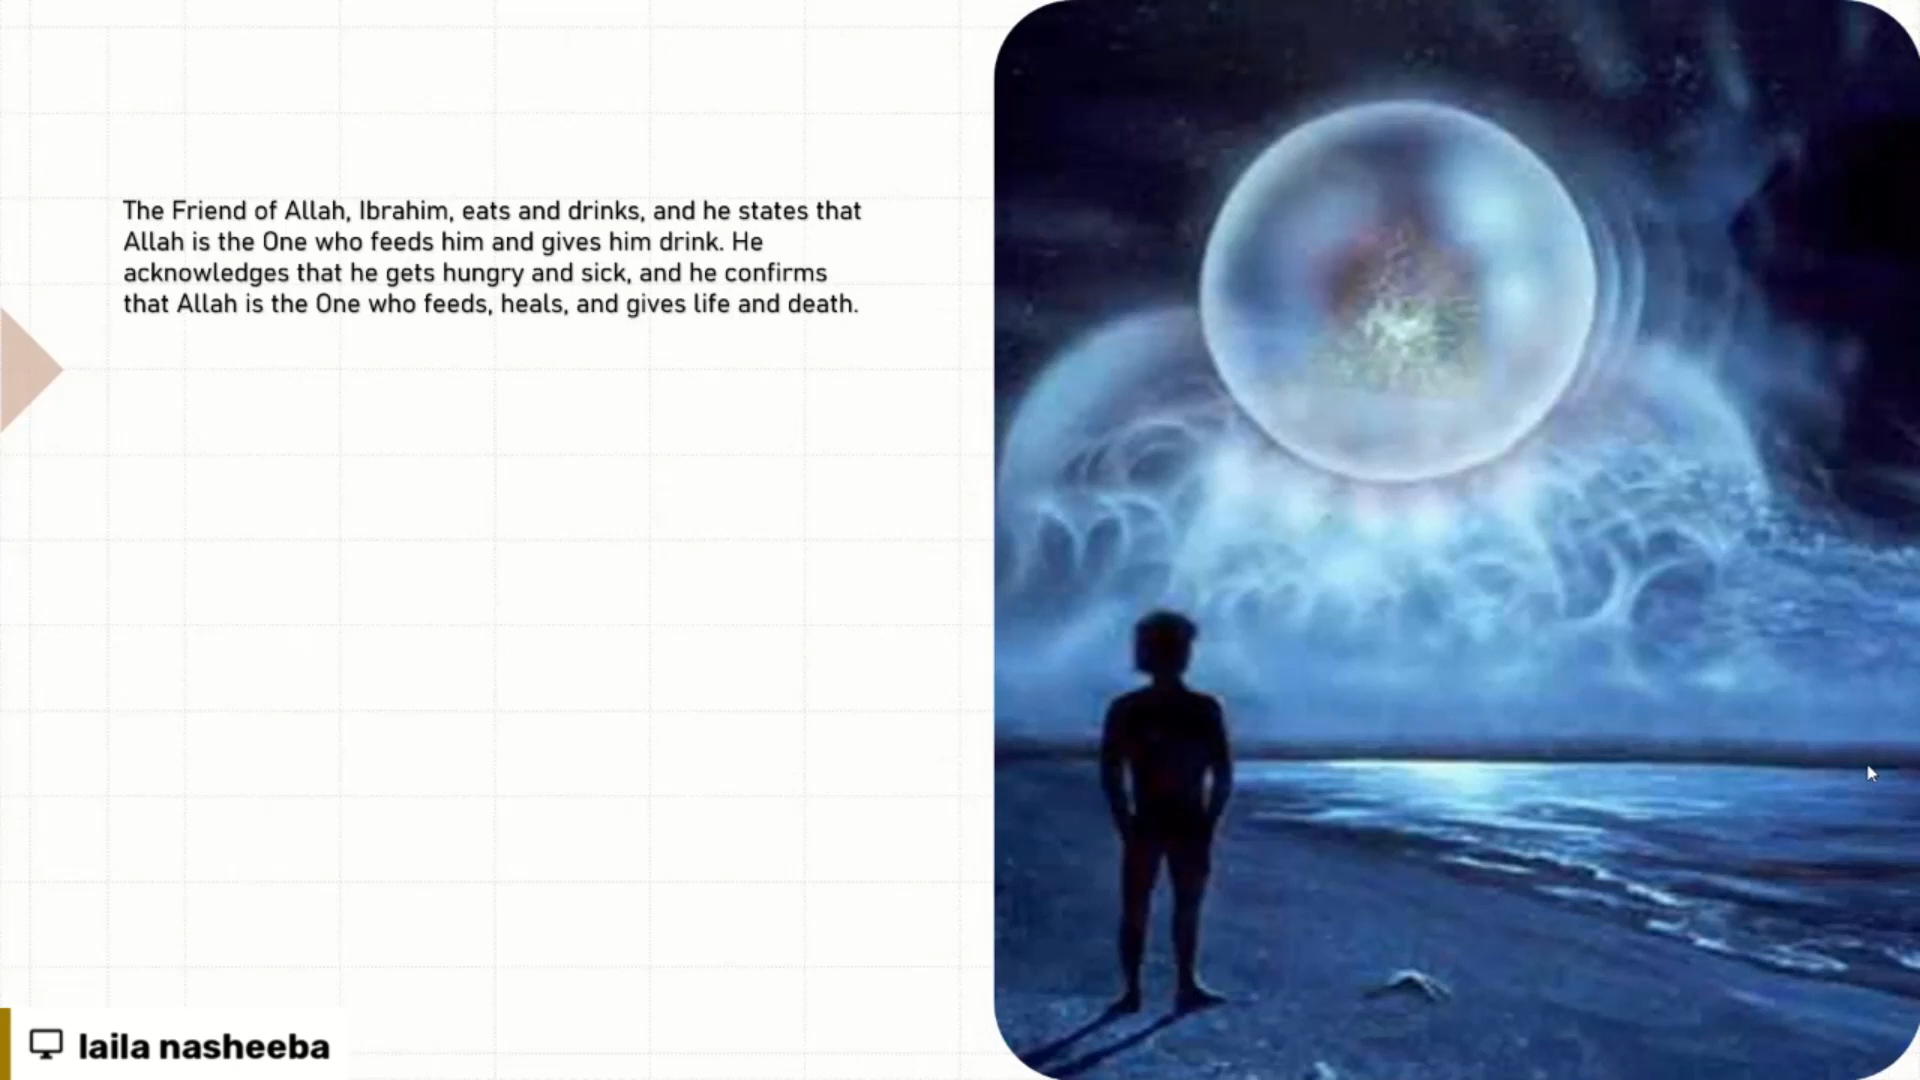 The Friend of Allah, Ibrahim, eats and drinks, and he states that
Allah is the One who feeds him and gives him drink. He
acknowledges that he gets hungry and sick, and he confirms
that Allah is the One who feeds, heals, and gives life and death.
laila nasheeba